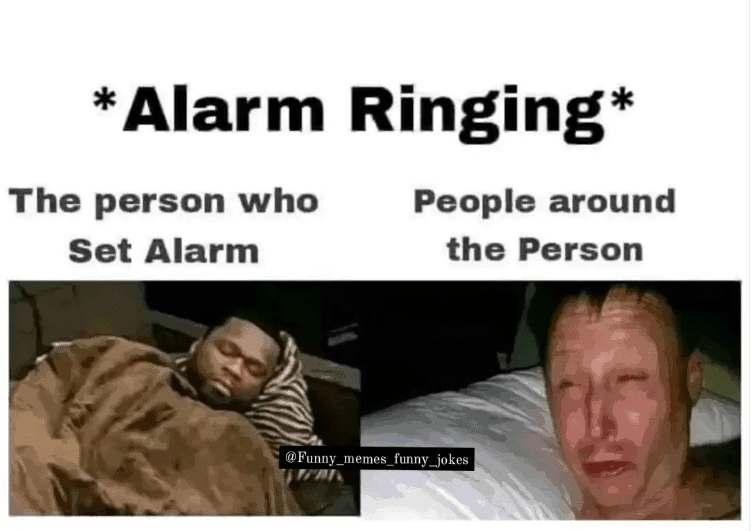 *Alarm Ringing*
The person who
Set Alarm
People around
the Person
@Funny_memes_funny_jokes